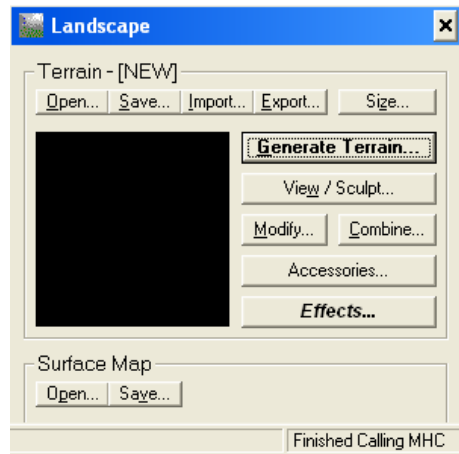 Landscape
Terrain - [NEW]
Open... Save... Import... Export... Size...
Generate Terrain...
View / Sculpt...
Modify... Combine...
Accessories...
Effects...
Surface Map
Open... Save...
Finished Calling MHC